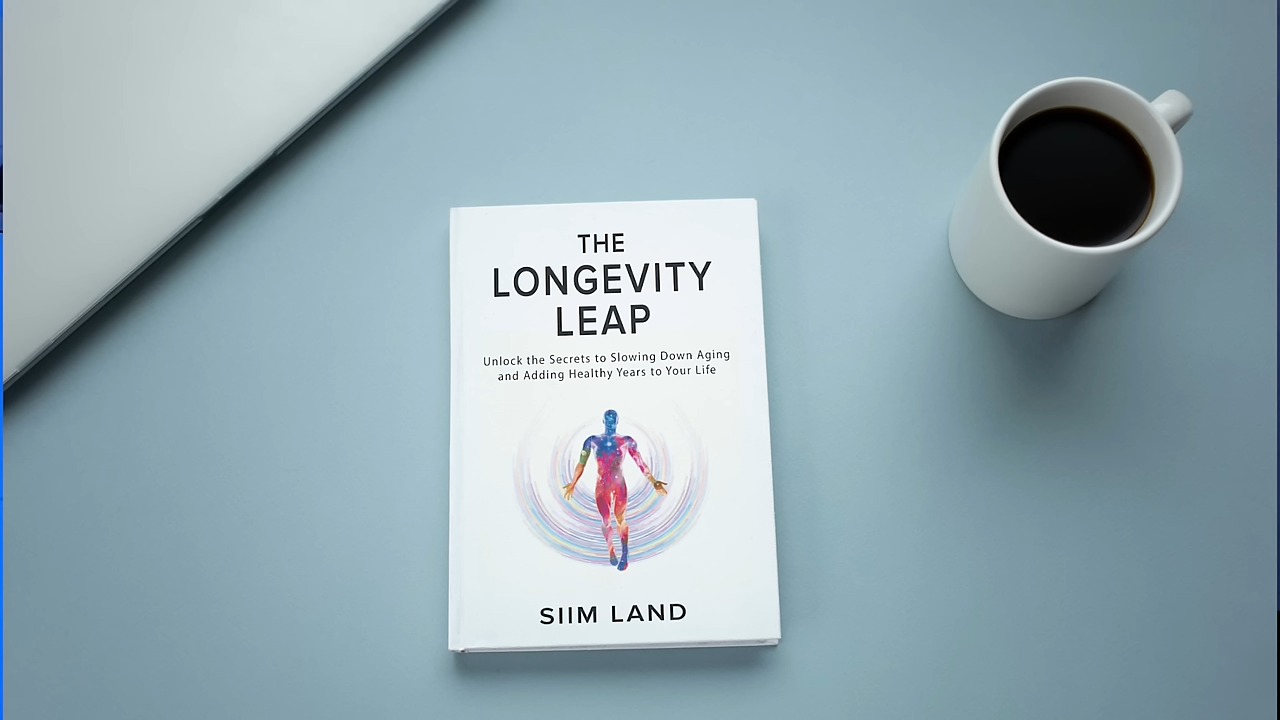 THE
LONGEVITY
LEAP
Unlock the Secrets to Slowing Down Aging
and Adding Healthy Years to Your Life
SIIM LAND